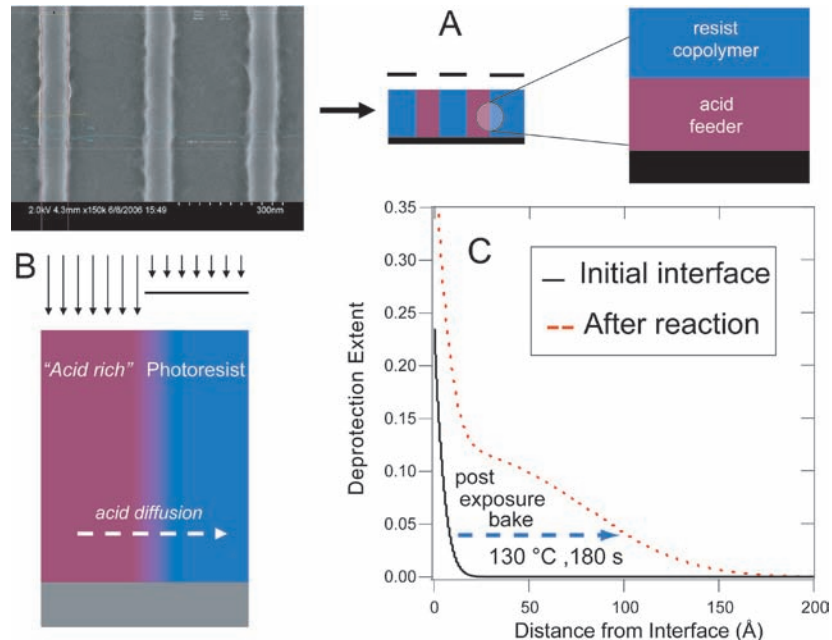 A
resist
copolymer
acid
feeder
2.0kV 4.3mm x150k 6/8/2006 15:49
300nm
B
"Acid rich"
Photoresist
acid diffusion
C
Initial interface
After reaction
post
exposure
bake
130 °C ,180 s
Deprotection Extent
0.35
0.30
0.25
0.20
0.15
0.10
0.05
0.00
0
50
100
150
200
Distance from Interface (Å)